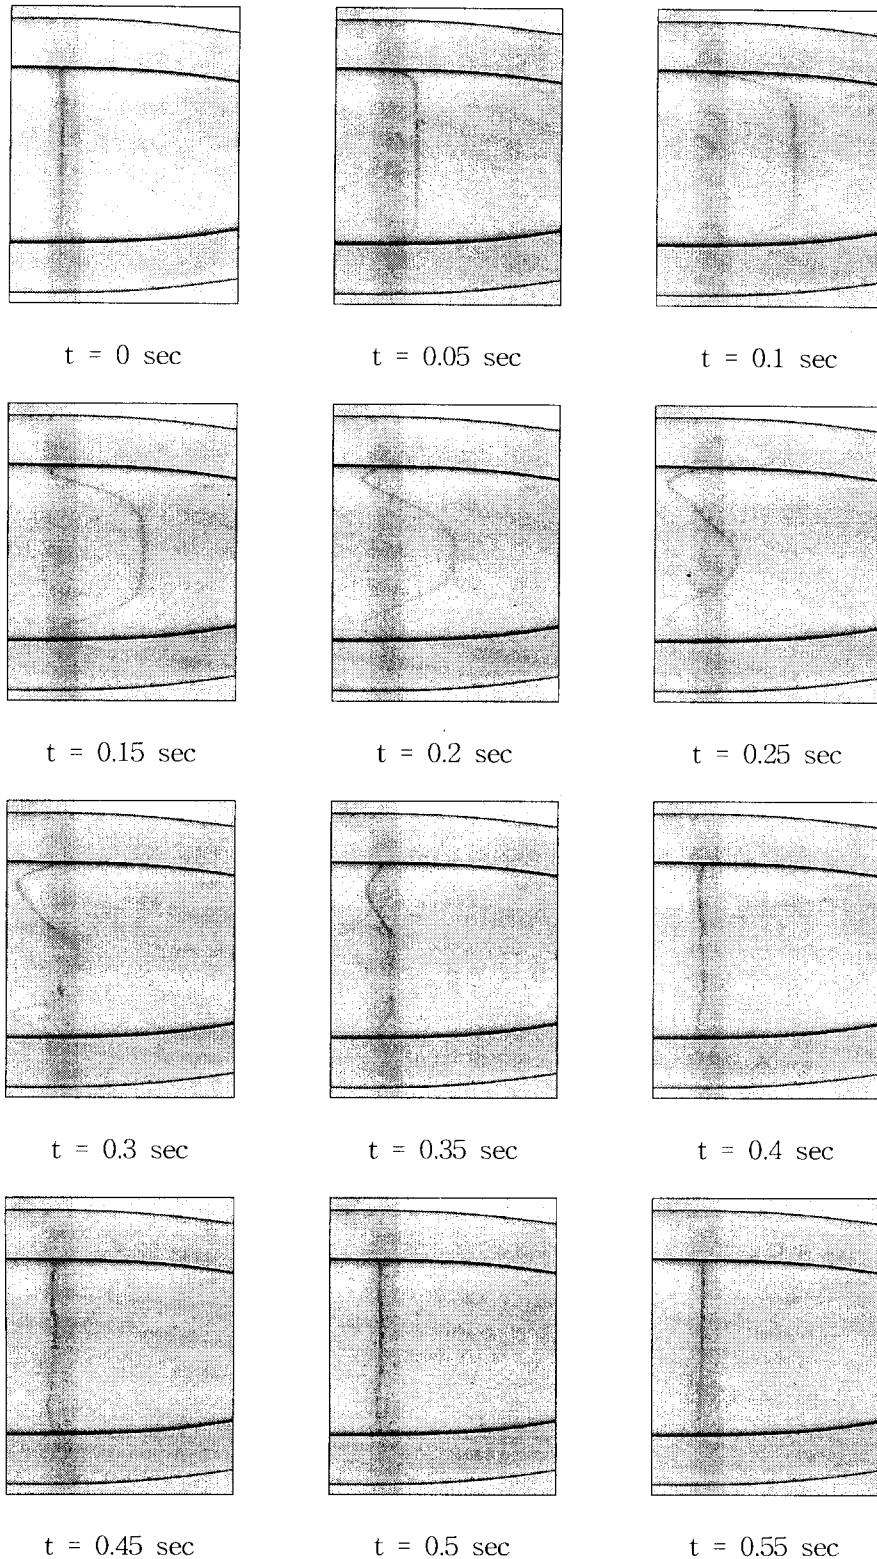 t = 0 sec
t = 0.05 sec
t = 0.1 sec
t = 0.15 sec
t = 0.2 sec
t = 0.25 sec
t = 0.3 sec
t = 0.35 sec
t = 0.4 sec
t = 0.45 sec
t = 0.5 sec
t = 0.55 sec